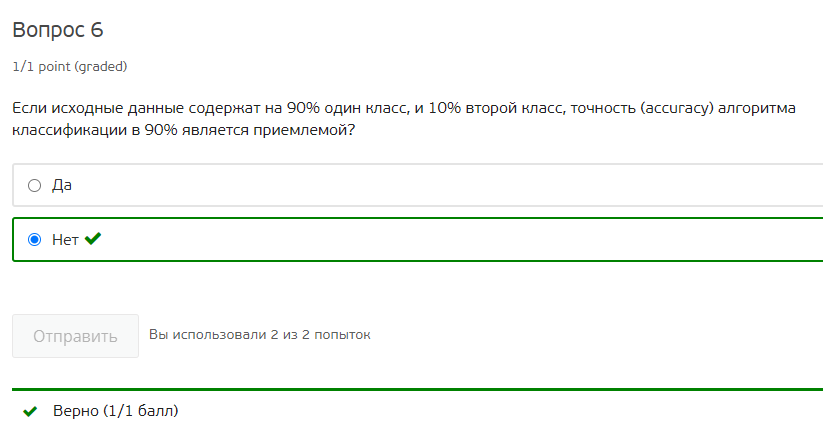 Вопрос 6
1/1 point (graded)
Если исходные данные содержат на 90% один класс, и 10% второй класс, точность (accuracy) алгоритма
классификации в 90% является приемлемой?
Да
Нет
Отправить
Вы использовали 2 из 2 попыток
Верно (1/1 балл)